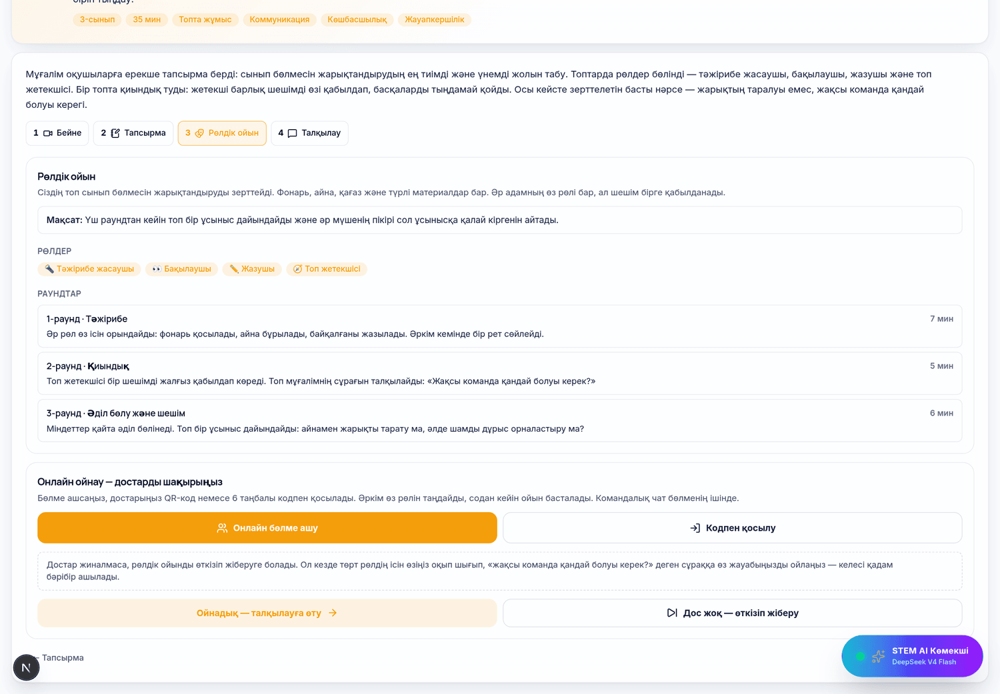 бірін тыңдау.
3-сынып 35 мин Топта жұмыс Коммуникация Көшбасшылық Жауапкершілік
Мұғалім оқушыларға ерекше тапсырма берді: сынып бөлмесін жарықтандырудың ең тиімді және үнемді жолын табу. Топтарда рөлдер бөлінді — тәжірибе жасаушы, бақылаушы, жазушы және топ
жетекшісі. Бір топта қиындық туды: жетекші барлық шешімді өзі қабылдап, басқаларды тыңдамай қойды. Осы кейсте зерттелетін басты нәрсе — жарықтың таралуы емес, жақсы команда қандай
болуы керегі.
1 Бейне 2 Тапсырма 3 Рөлдік ойын 4 Талқылау
Рөлдік ойын
Сіздің топ сынып бөлмесін жарықтандыруды зерттейді. Фонарь, айна, қағаз және түрлі материалдар бар. Әр адамның өз рөлі бар, ал шешім бірге қабылданады.
Мақсат: Үш раундтан кейін топ бір ұсыныс дайындайды және әр мүшенің пікірі сол ұсынысқа қалай кіргенін айтады.
РӨЛДЕР
Тәжірибе жасаушы Бақылаушы Жазушы Топ жетекшісі
РАУНДТАР
1-раунд · Тәжірибе 7 мин
Әр рөл өз ісін орындайды: фонарь қосылады, айна бұрылады, байқалғаны жазылады. Әркім кемінде бір рет сөйлейді.
2-раунд · Қиындық 5 мин
Топ жетекшісі бір шешімді жалғыз қабылдап көреді. Топ мұғалімнің сұрағын талқылайды: «Жақсы команда қандай болуы керек?»
3-раунд · Әділ бөлу және шешім 6 мин
Міндеттер қайта әділ бөлінеді. Топ бір ұсыныс дайындайды: айнамен жарықты тарату ма, әлде шамды дұрыс орналастыру ма?
Онлайн ойнау — достарды шақырыңыз
Бөлме ашсаңыз, достарыңыз QR-код немесе 6 таңбалы кодпен қосылады. Әркім өз рөлін таңдайды, содан кейін ойын басталады. Командалық чат бөлменің ішінде.
Онлайн бөлме ашу Кодпен қосылу
Достар жиналмаса, рөлдік ойынды өткізіп жіберуге болады. Ол кезде төрт рөлдің ісін өзіңіз оқып шығып, «жақсы команда қандай болуы керек?» деген сұраққа өз жауабыңызды ойлаңыз — келесі қадам
бәрібір ашылады.
Ойнадық — талқылауға өту → Дос жоқ — өткізіп жіберу
← Тапсырма
N
STEM AI Көмекші
DeepSeek V4 Flash